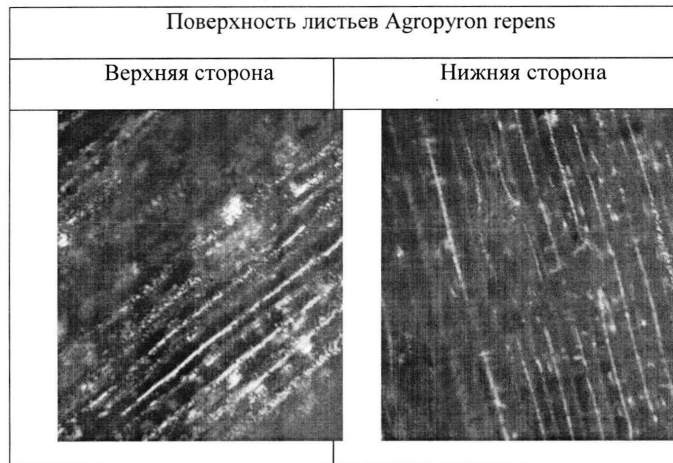 Поверхность листьев Agropyron repens
Верхняя сторона
Нижняя сторона